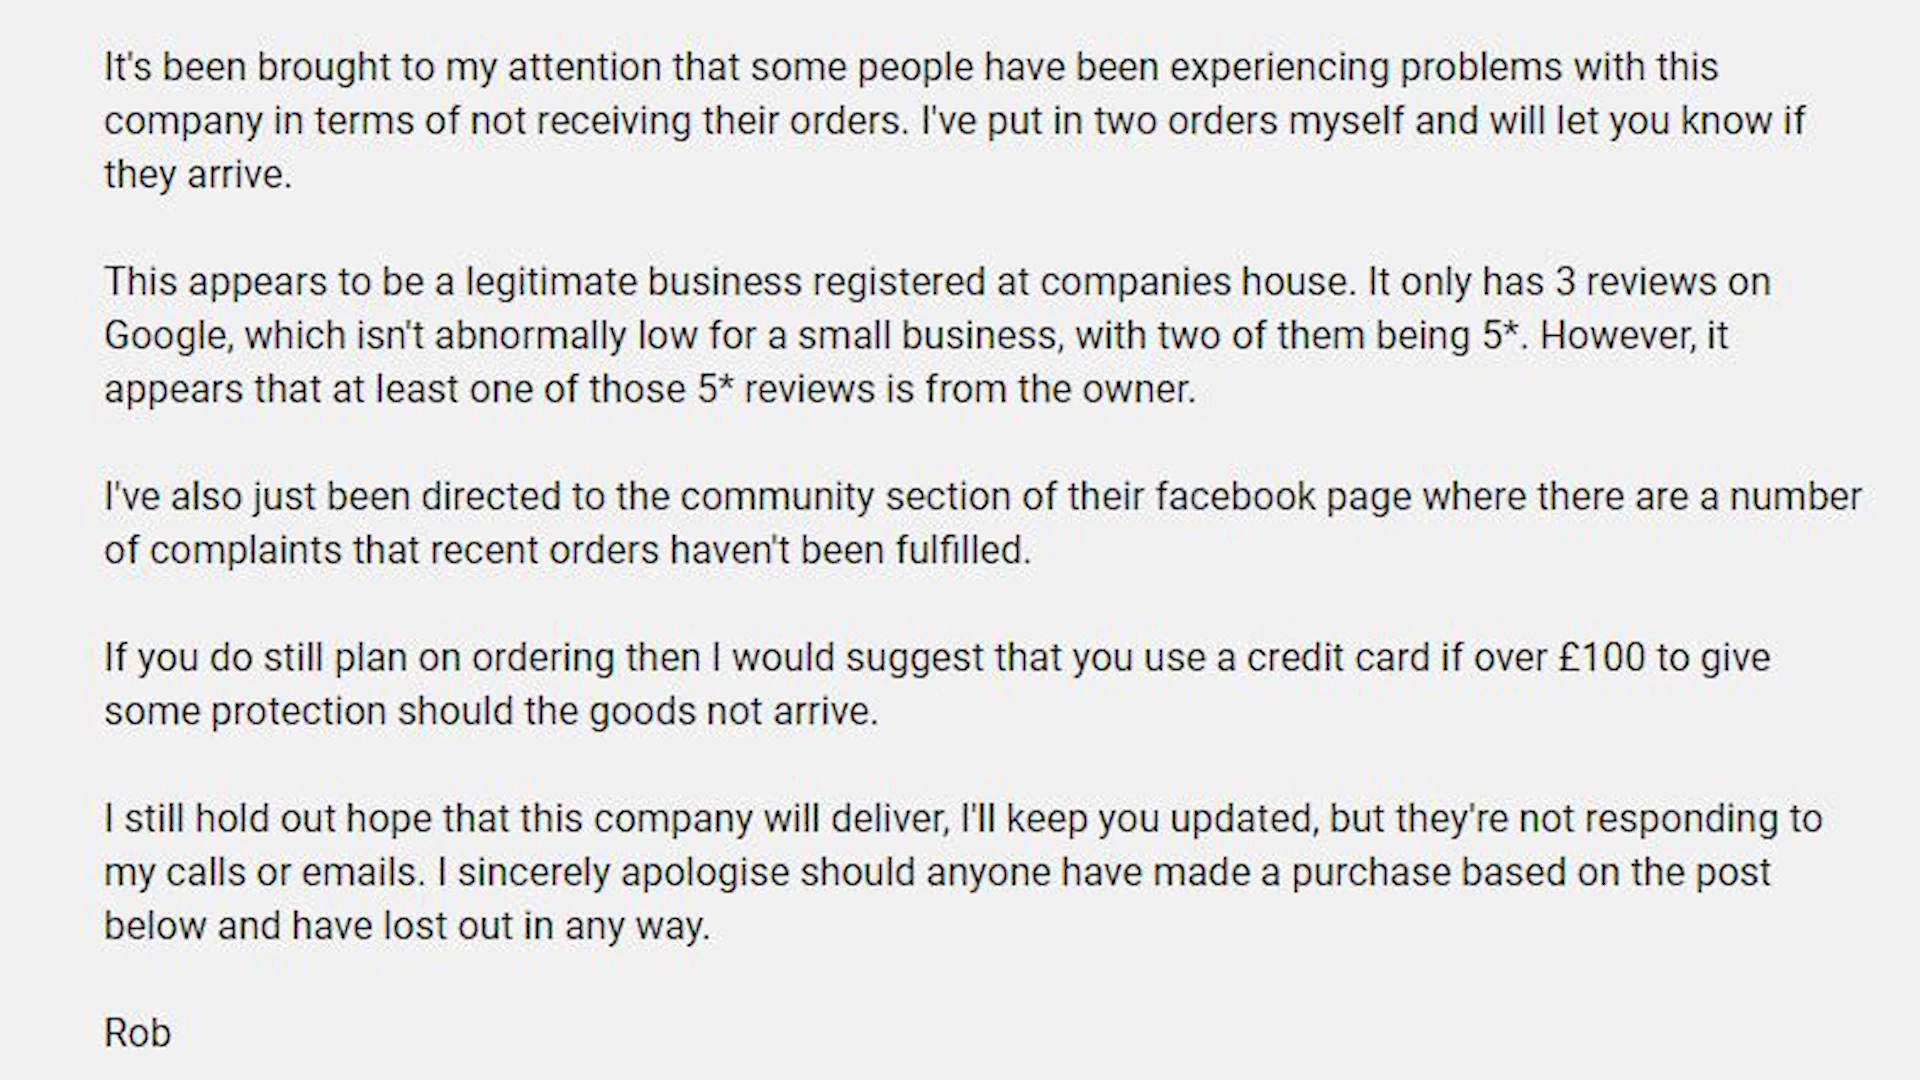 It's been brought to my attention that some people have been experiencing problems with this
company in terms of not receiving their orders. I've put in two orders myself and will let you know if
they arrive.
This appears to be a legitimate business registered at companies house. It only has 3 reviews on
Google, which isn't abnormally low for a small business, with two of them being 5*. However, it
appears that at least one of those 5* reviews is from the owner.
I've also just been directed to the community section of their facebook page where there are a number
of complaints that recent orders haven't been fulfilled.
If you do still plan on ordering then I would suggest that you use a credit card if over £100 to give
some protection should the goods not arrive.
I still hold out hope that this company will deliver, I'll keep you updated, but they're not responding to
my calls or emails. I sincerely apologise should anyone have made a purchase based on the post
below and have lost out in any way.
Rob